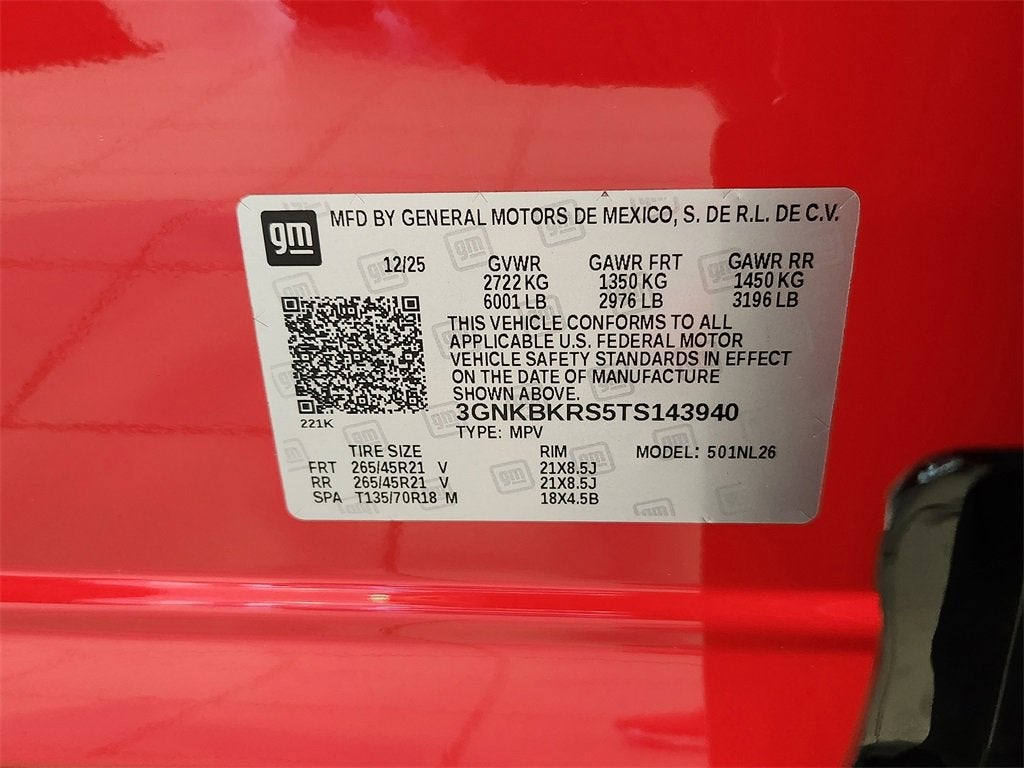 gm MFD BY GENERAL MOTORS DE MEXICO, S. DE R.L. DE C.V.
12/25 GVWR GAWR FRT GAWR RR
2722 KG 1350 KG 1450 KG
6001 LB 2976 LB 3196 LB
THIS VEHICLE CONFORMS TO ALL
APPLICABLE U.S. FEDERAL MOTOR
VEHICLE SAFETY STANDARDS IN EFFECT
ON THE DATE OF MANUFACTURE
SHOWN ABOVE.
3GNKBKRS5TS143940
221K
TYPE: MPV
TIRE SIZE RIM MODEL: 501NL26
FRT 265/45R21 V 21X8.5J
RR 265/45R21 V 21X8.5J
SPA T135/70R18 M 18X4.5B